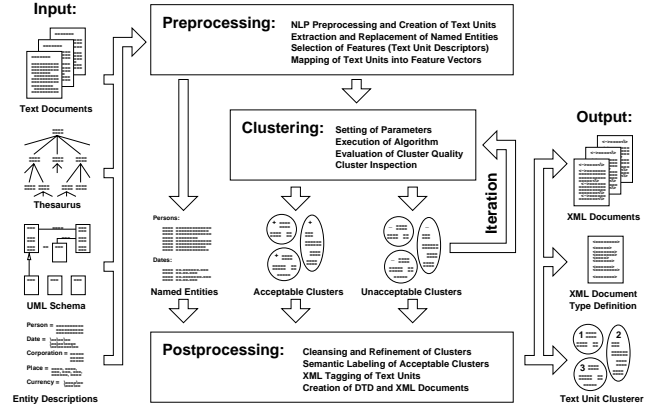 Input:
Text Documents
Thesaurus
UML Schema
Person =
Date =
Corporation =
Place =
Currency =
Entity Descriptions
Preprocessing:
NLP Preprocessing and Creation of Text Units
Extraction and Replacement of Named Entities
Selection of Features (Text Unit Descriptors)
Mapping of Text Units into Feature Vectors
Clustering:
Setting of Parameters
Execution of Algorithm
Evaluation of Cluster Quality
Cluster Inspection
Iteration
Persons:
Dates:
Named Entities
+
+
+
Acceptable Clusters
–
–
–
Unacceptable Clusters
Postprocessing:
Cleansing and Refinement of Clusters
Semantic Labeling of Acceptable Clusters
XML Tagging of Text Units
Creation of DTD and XML Documents
Output:
XML Documents
XML Document
Type Definition
1
2
3
Text Unit Clusterer